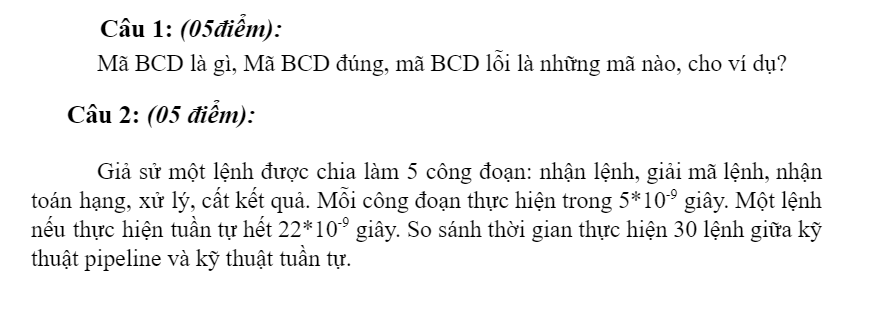 Câu 1: (05điểm):
Mã BCD là gì, Mã BCD đúng, mã BCD lỗi là những mã nào, cho ví dụ?
Câu 2: (05 điểm):
Giả sử một lệnh được chia làm 5 công đoạn: nhận lệnh, giải mã lệnh, nhận
toán hạng, xử lý, cất kết quả. Mỗi công đoạn thực hiện trong 5*10⁻⁹ giây. Một lệnh
nếu thực hiện tuần tự hết 22*10⁻⁹ giây. So sánh thời gian thực hiện 30 lệnh giữa kỹ
thuật pipeline và kỹ thuật tuần tự.